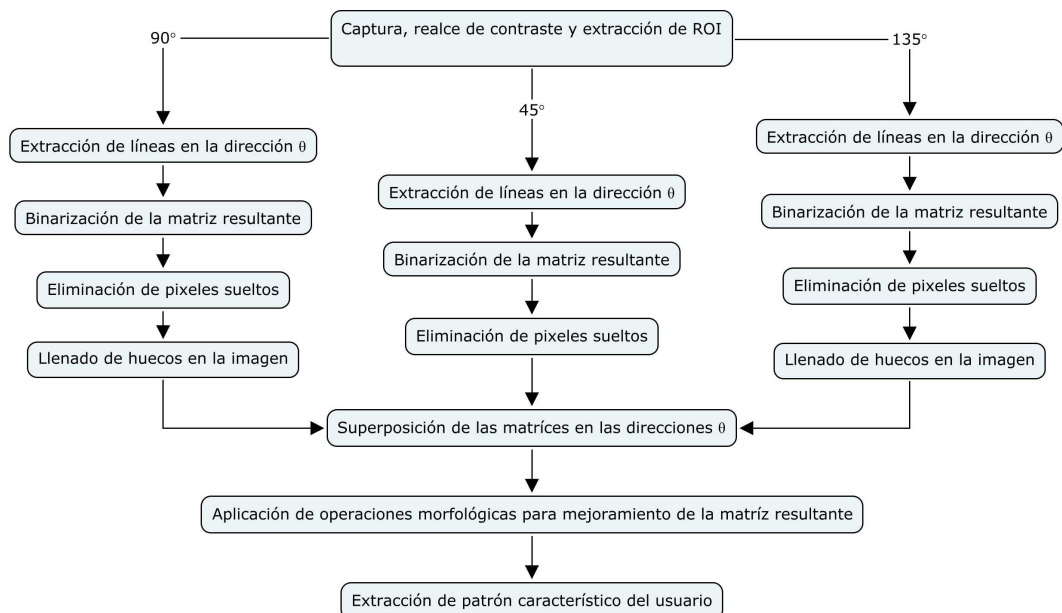 Captura, realce de contraste y extracción de ROI
90°
Extracción de líneas en la dirección θ
Binarización de la matriz resultante
Eliminación de pixeles sueltos
Llenado de huecos en la imagen
45°
Extracción de líneas en la dirección θ
Binarización de la matriz resultante
Eliminación de pixeles sueltos
135°
Extracción de líneas en la dirección θ
Binarización de la matriz resultante
Eliminación de pixeles sueltos
Llenado de huecos en la imagen
Superposición de las matríces en las direcciones θ
Aplicación de operaciones morfológicas para mejoramiento de la matríz resultante
Extracción de patrón característico del usuario